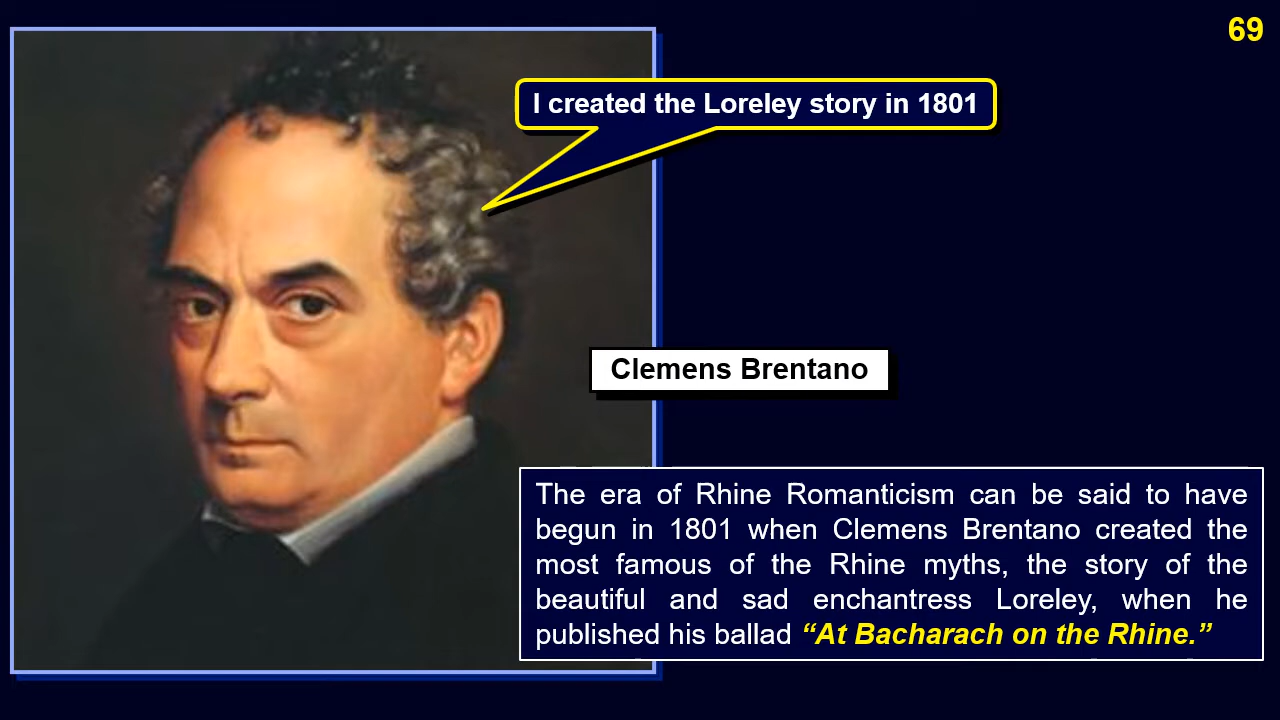 69
I created the Loreley story in 1801
Clemens Brentano
The era of Rhine Romanticism can be said to have
begun in 1801 when Clemens Brentano created the
most famous of the Rhine myths, the story of the
beautiful and sad enchantress Loreley, when he
published his ballad “At Bacharach on the Rhine.”